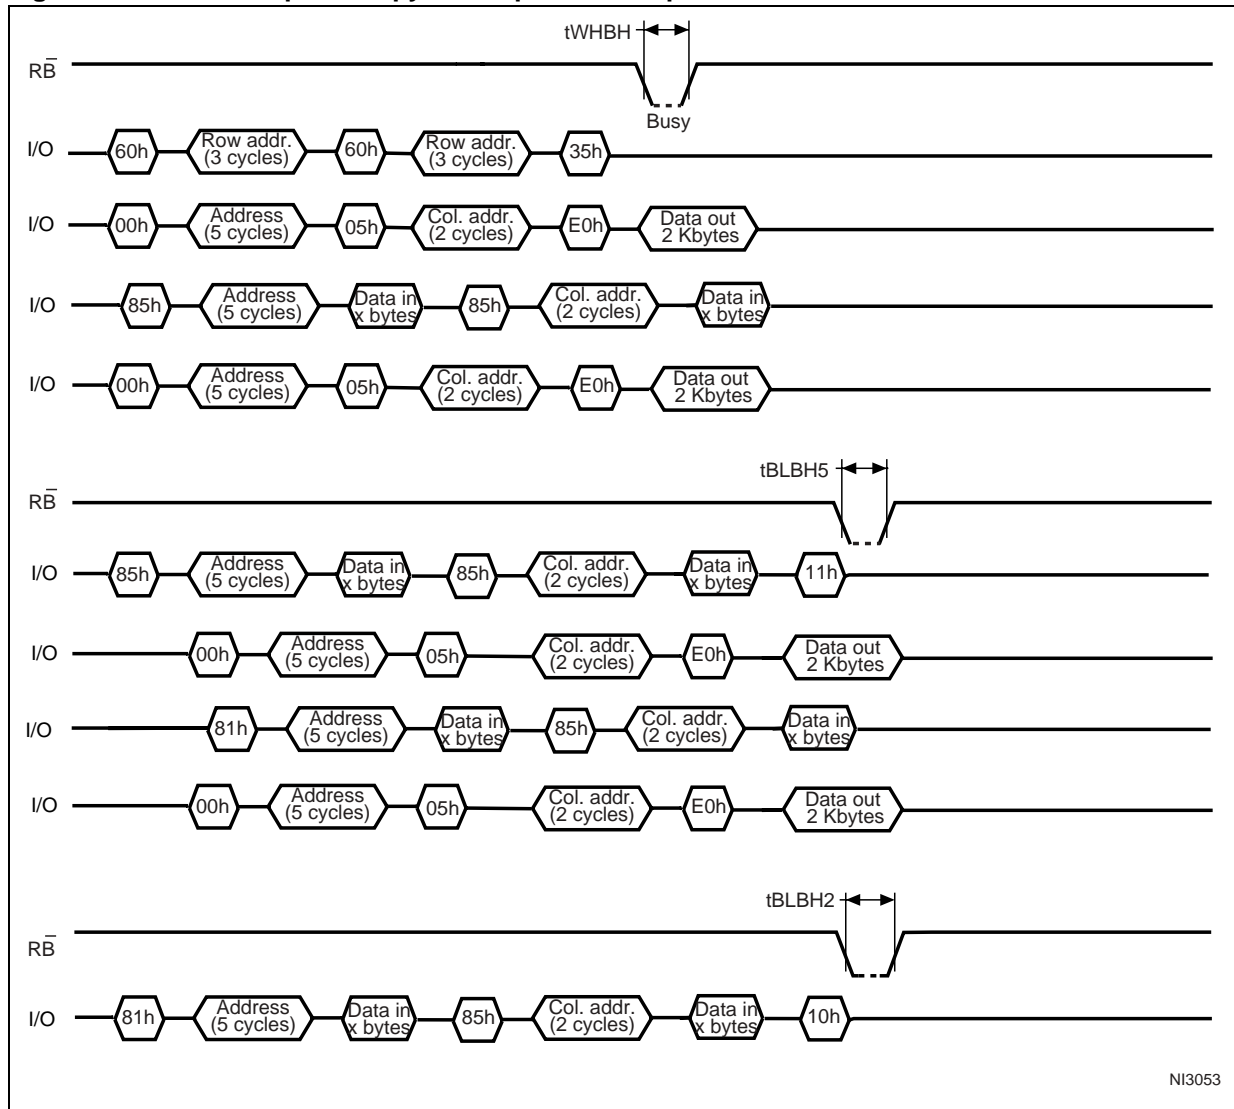 tWHBH
RB̅
Busy
I/O 60h Row addr. (3 cycles) 60h Row addr. (3 cycles) 35h
I/O 00h Address (5 cycles) 05h Col. addr. (2 cycles) E0h Data out 2 Kbytes
I/O 85h Address (5 cycles) Data in x bytes 85h Col. addr. (2 cycles) Data in x bytes
I/O 00h Address (5 cycles) 05h Col. addr. (2 cycles) E0h Data out 2 Kbytes
tBLBH5
RB̅
I/O 85h Address (5 cycles) Data in x bytes 85h Col. addr. (2 cycles) Data in x bytes 11h
I/O 00h Address (5 cycles) 05h Col. addr. (2 cycles) E0h Data out 2 Kbytes
I/O 81h Address (5 cycles) Data in x bytes 85h Col. addr. (2 cycles) Data in x bytes
I/O 00h Address (5 cycles) 05h Col. addr. (2 cycles) E0h Data out 2 Kbytes
tBLBH2
RB̅
I/O 81h Address (5 cycles) Data in x bytes 85h Col. addr. (2 cycles) Data in x bytes 10h
NI3053